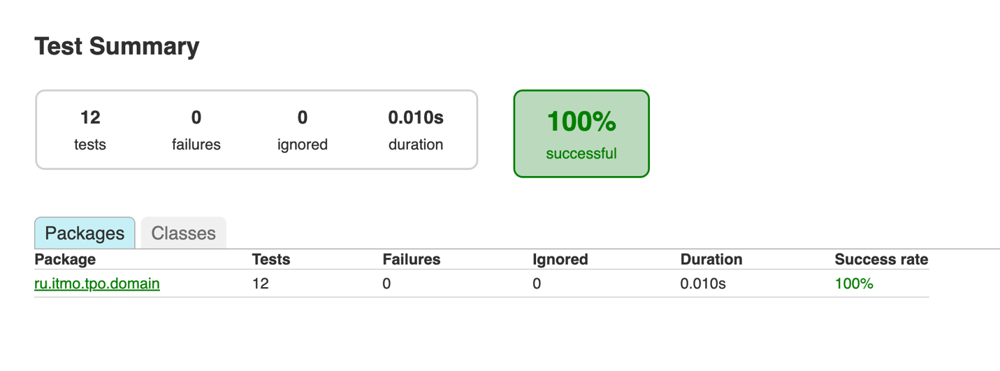 Test Summary
12 0 0 0.010s
tests failures ignored duration
100%
successful
Packages Classes
Package Tests Failures Ignored Duration Success rate
ru.itmo.tpo.domain 12 0 0 0.010s 100%